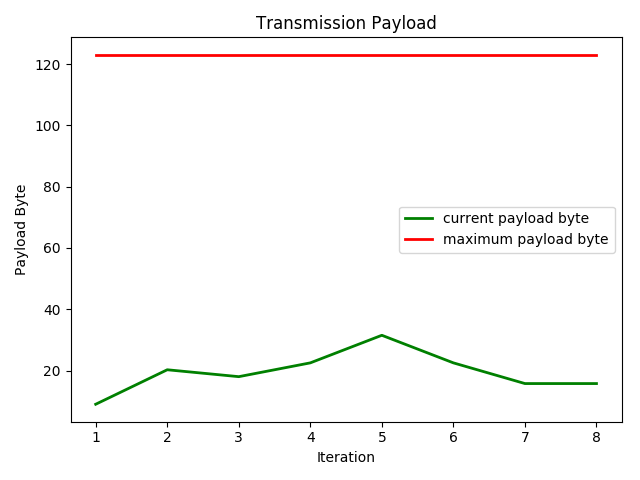 Transmission Payload
120
100
80
60
40
20
Payload Byte
current payload byte
maximum payload byte
1 2 3 4 5 6 7 8
Iteration